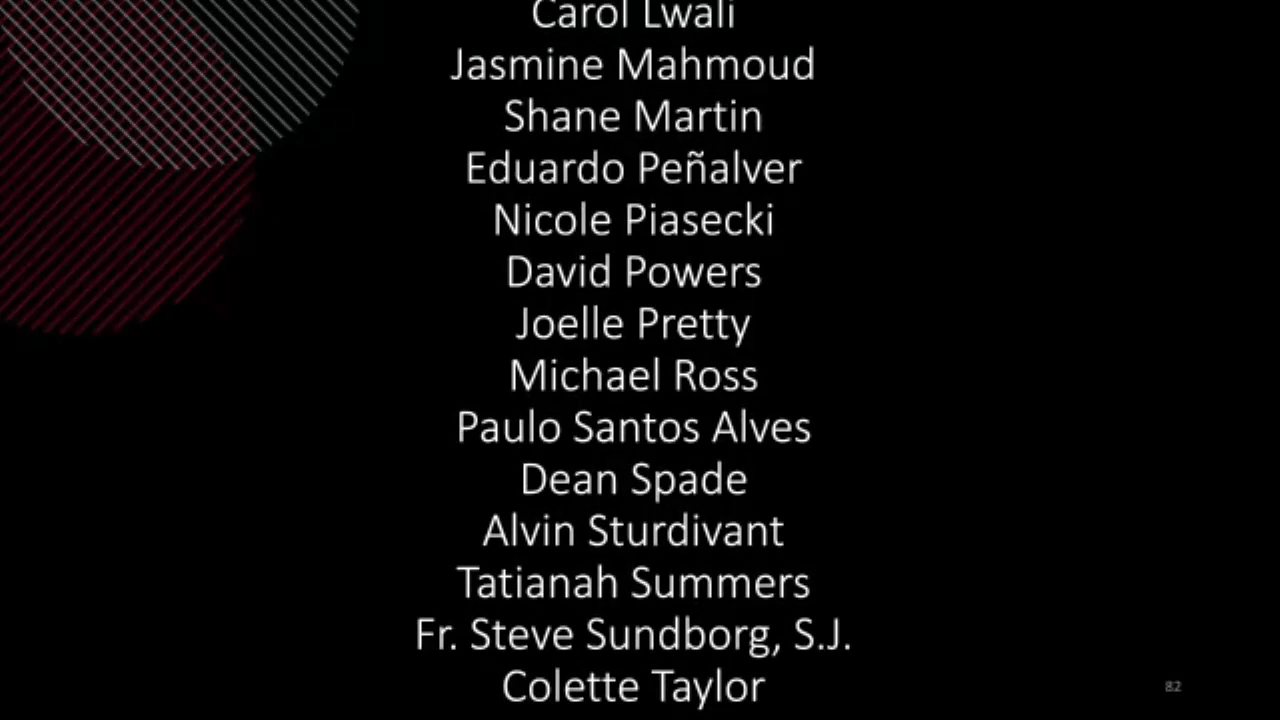 Carol Lwali
Jasmine Mahmoud
Shane Martin
Eduardo Peñalver
Nicole Piasecki
David Powers
Joelle Pretty
Michael Ross
Paulo Santos Alves
Dean Spade
Alvin Sturdivant
Tatianah Summers
Fr. Steve Sundborg, S.J.
Colette Taylor
82